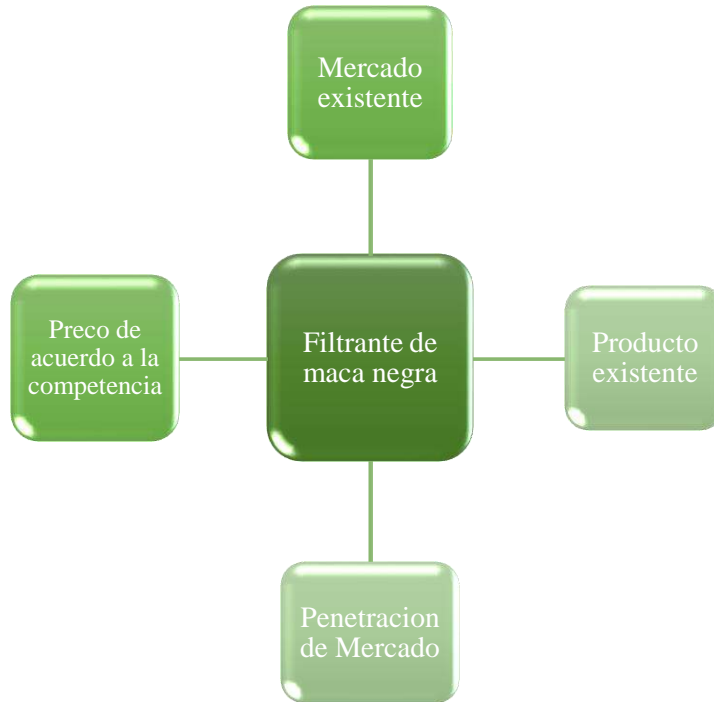 Mercado
existente
Preco de
acuerdo a la
competencia
Filtrante de
maca negra
Producto
existente
Penetracion
de Mercado